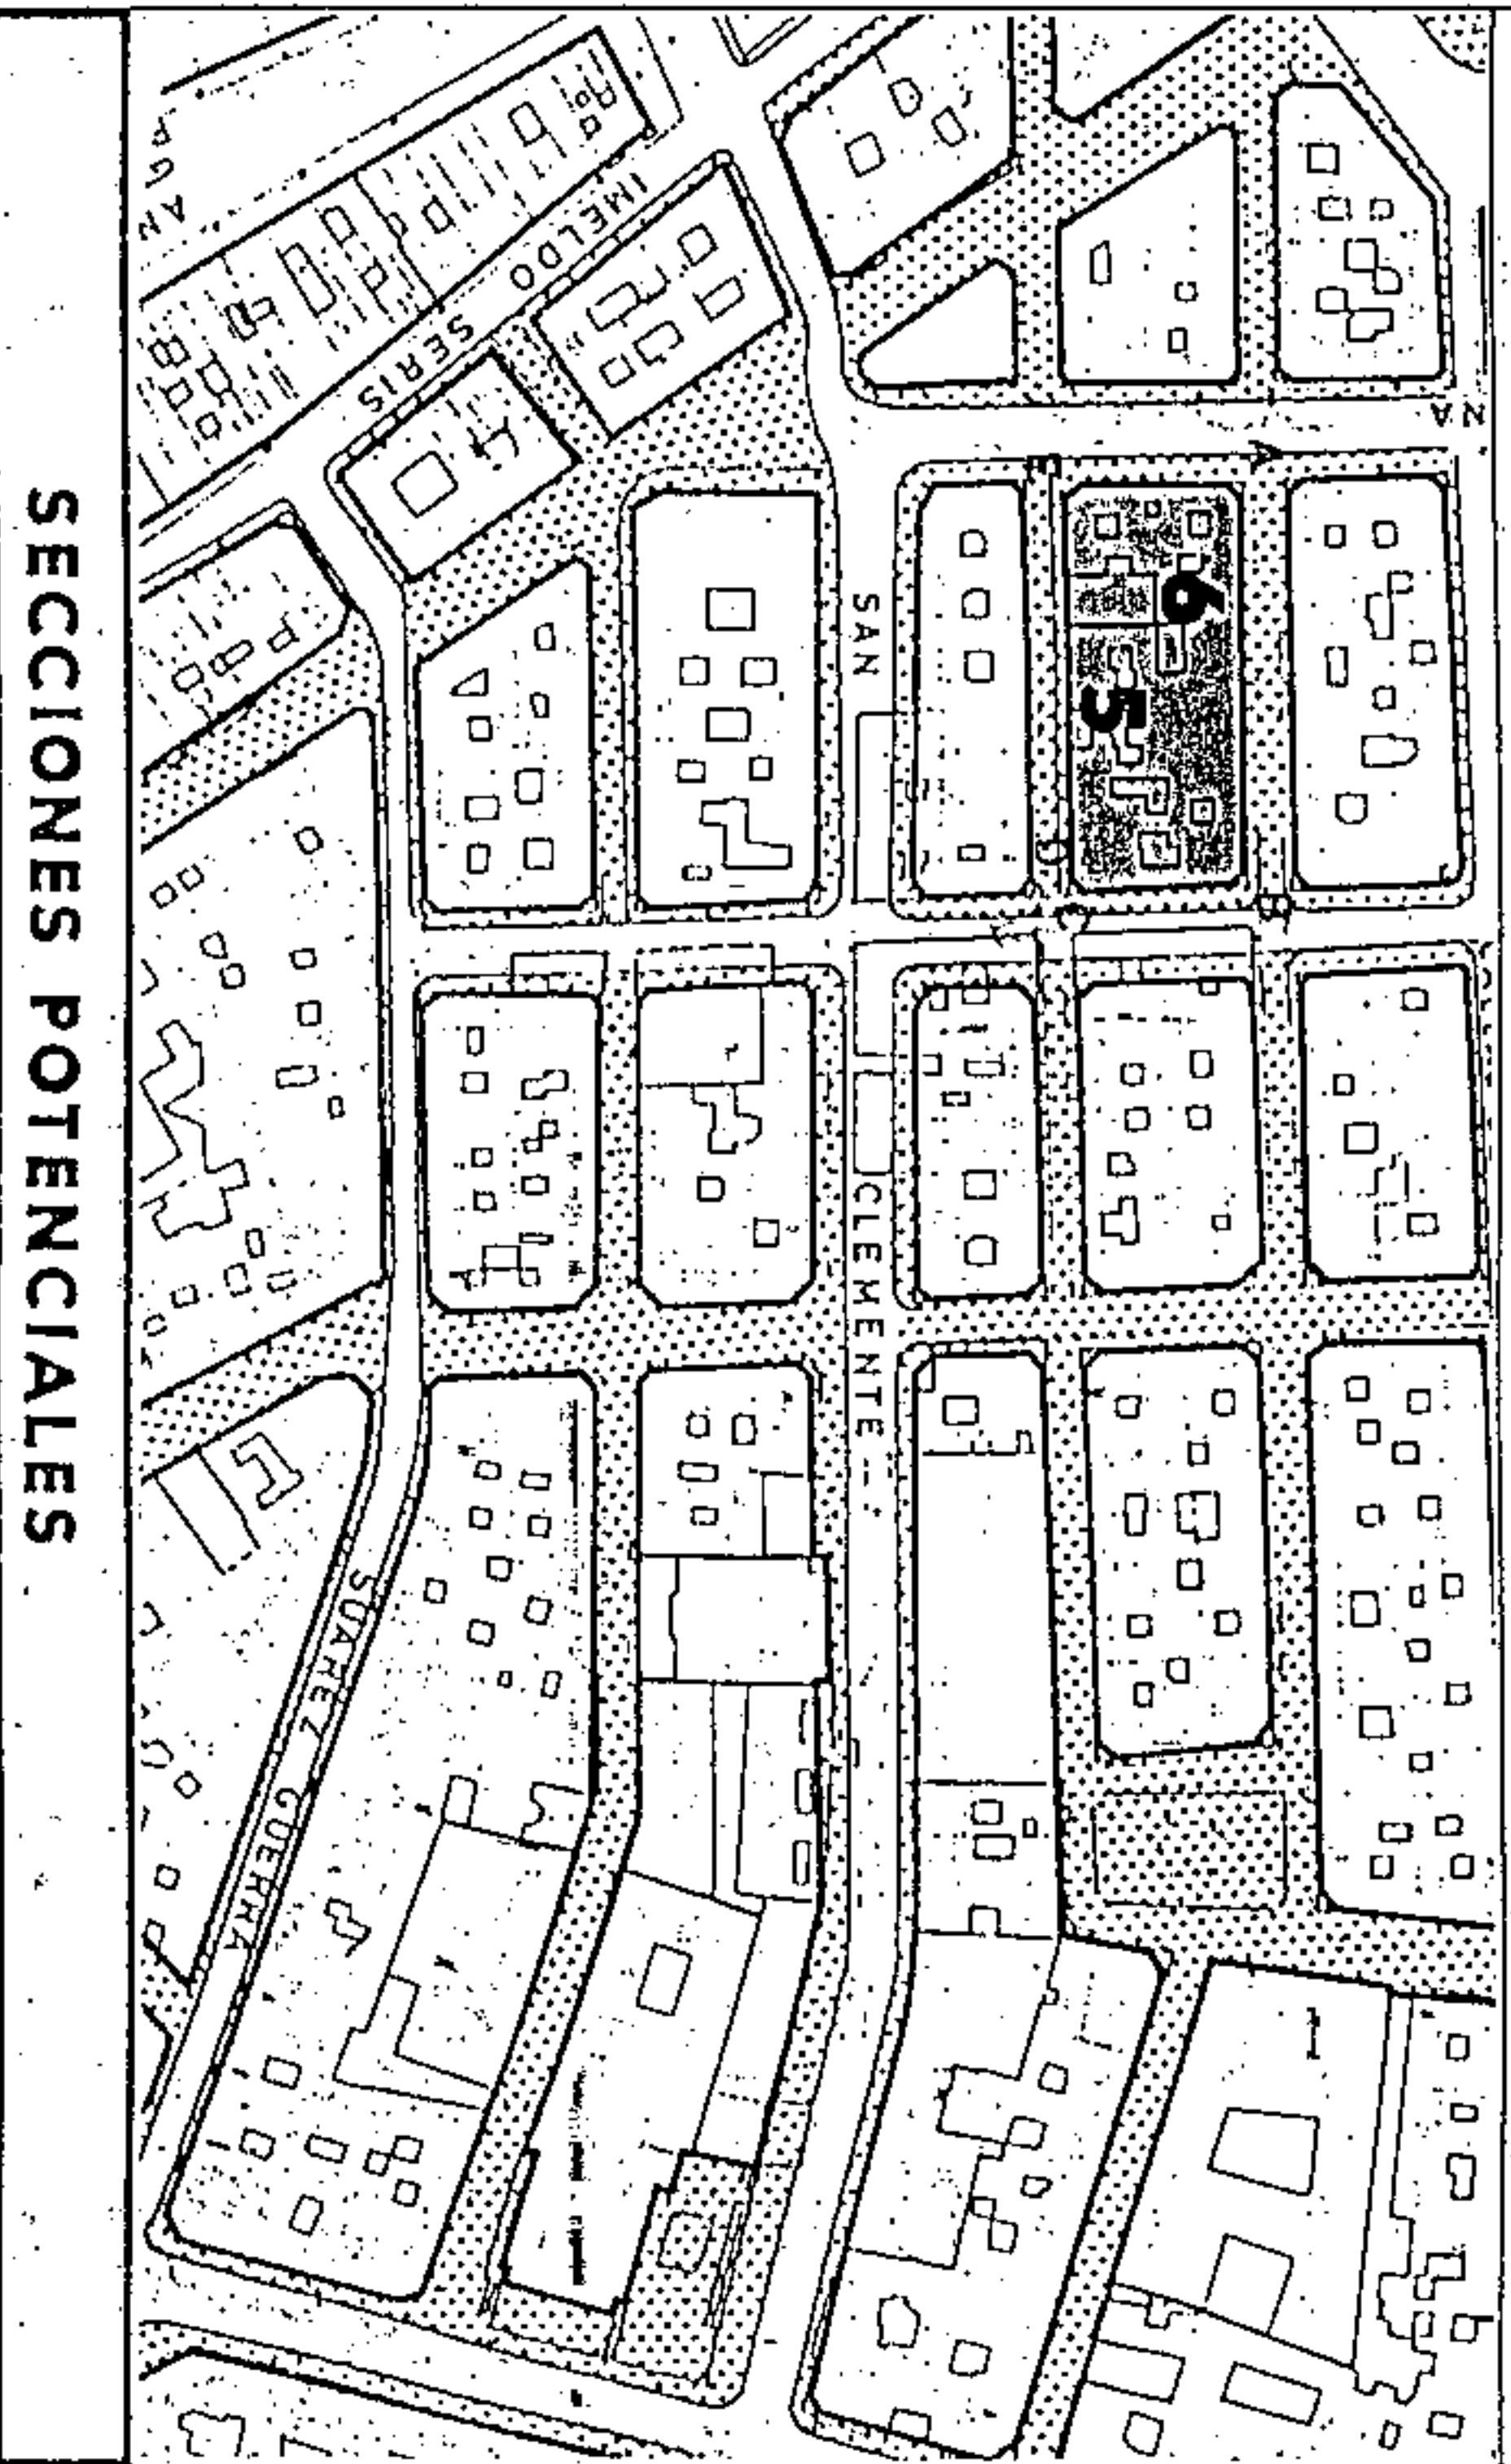 SECCIONES POTENCIALES
IMELDO SERIS
SAN CLEMENTE
SUAREZ GUERRA
6
5